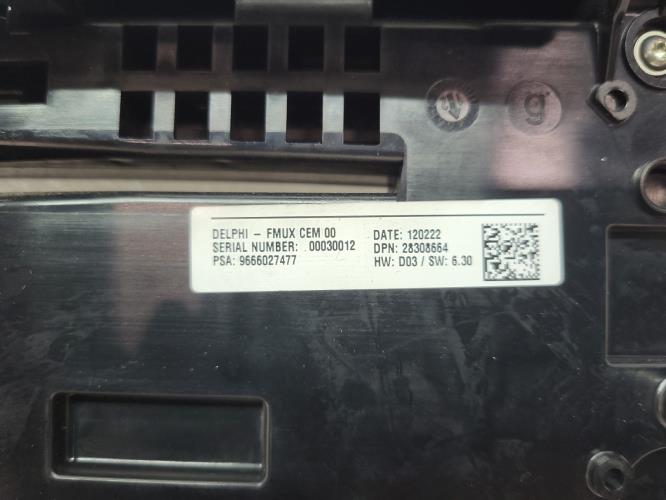 DELPHI - FMUX CEM 00
SERIAL NUMBER: 00030012
PSA: 9666027477
DATE: 120222
DPN: 28308664
HW: D03 / SW: 6.30
g